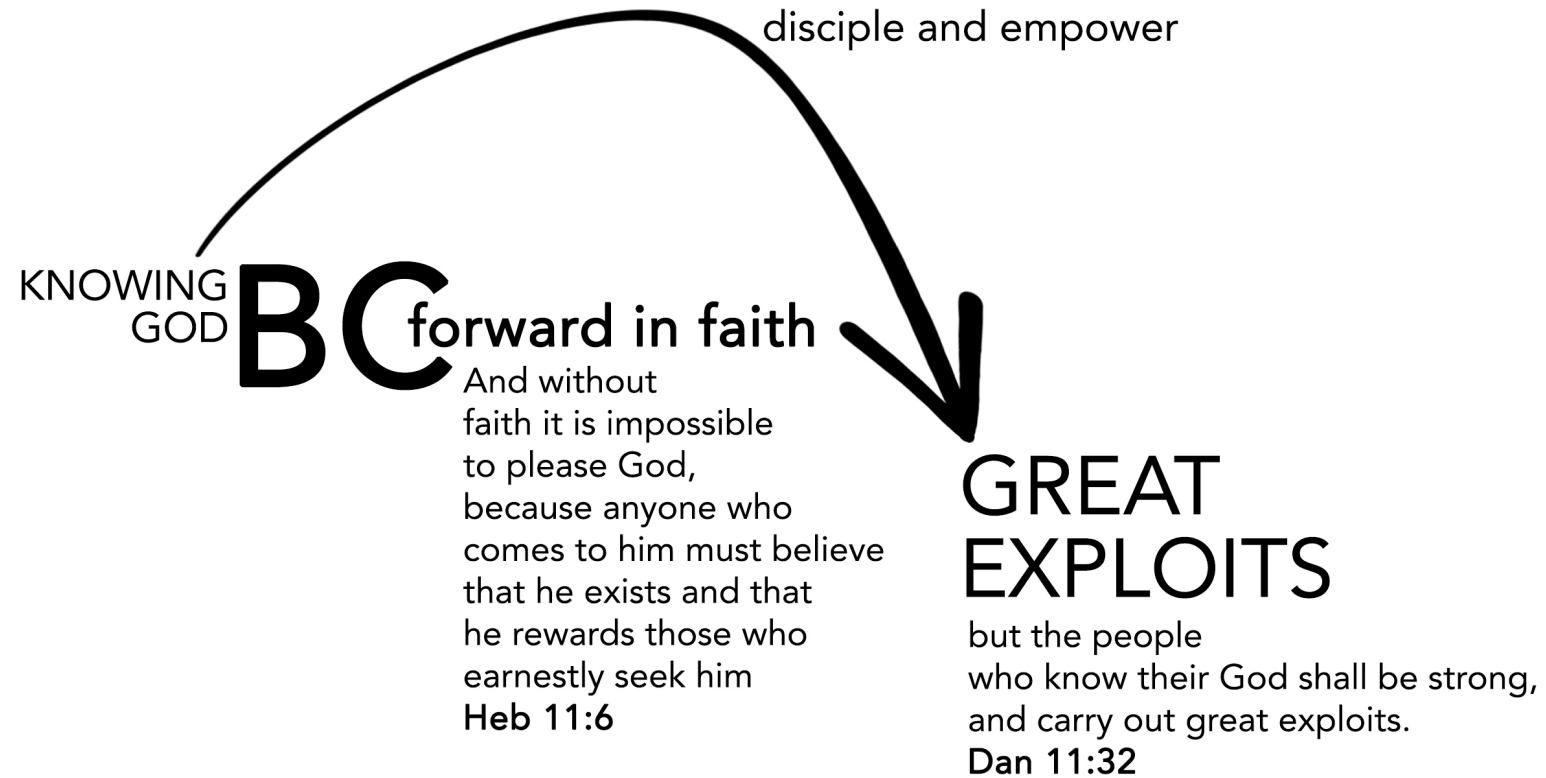 disciple and empower
KNOWING
GOD
BC
forward in faith
And without
faith it is impossible
to please God,
because anyone who
comes to him must believe
that he exists and that
he rewards those who
earnestly seek him
Heb 11:6
GREAT
EXPLOITS
but the people
who know their God shall be strong,
and carry out great exploits.
Dan 11:32